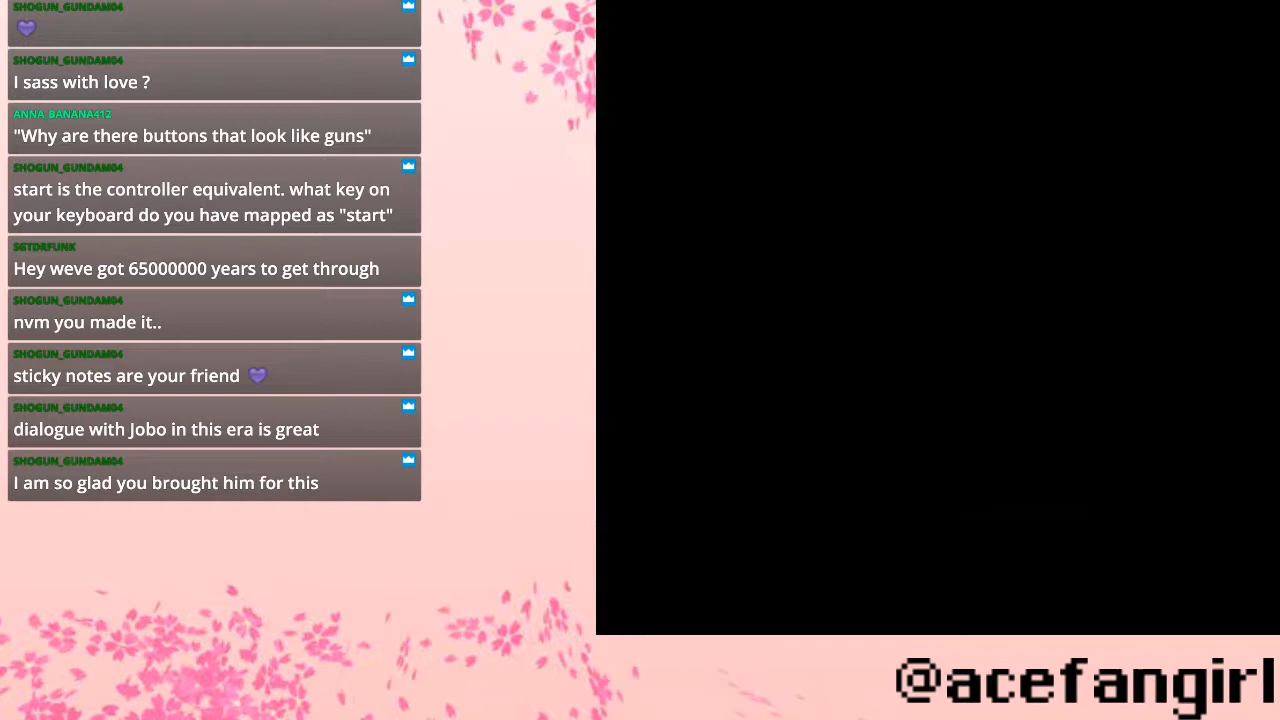 SHOGUN_GUNDAM04
SHOGUN_GUNDAM04
I sass with love ?
ANNA_BANANA412
"Why are there buttons that look like guns"
SHOGUN_GUNDAM04
start is the controller equivalent. what key on
your keyboard do you have mapped as "start"
SGTDRFUNK
Hey weve got 65000000 years to get through
SHOGUN_GUNDAM04
nvm you made it..
SHOGUN_GUNDAM04
sticky notes are your friend
SHOGUN_GUNDAM04
dialogue with Jobo in this era is great
SHOGUN_GUNDAM04
I am so glad you brought him for this
@acefangirl